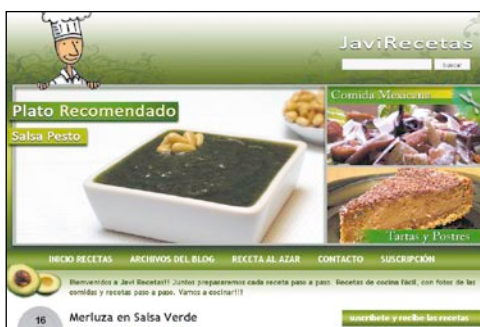 JaviRecetas
buscar
Plato Recomendado
Salsa Pesto
Comida Mexicana
Tartas y Postres
INICIO RECETAS ARCHIVOS DEL BLOG RECETA AL AZAR CONTACTO SUSCRIPCIÓN
Bienvenidos a Javi Recetas!! Juntos prepararemos cada receta paso a paso. Recetas de cocina fácil, con fotos de las
comidas y recetas paso a paso. Vamos a cocinar!!!
16 Merluza en Salsa Verde
suscríbete y recibe las recetas